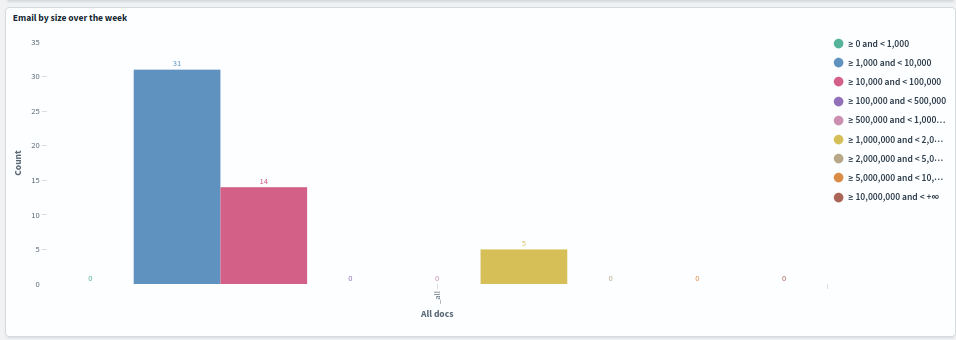 Email by size over the week
35
30
25
20
15
10
5
0
Count
0
31
14
0
0
5
0
0
0
_all
All docs
≥ 0 and < 1,000
≥ 1,000 and < 10,000
≥ 10,000 and < 100,000
≥ 100,000 and < 500,000
≥ 500,000 and < 1,000...
≥ 1,000,000 and < 2,0...
≥ 2,000,000 and < 5,0...
≥ 5,000,000 and < 10,...
≥ 10,000,000 and < +∞